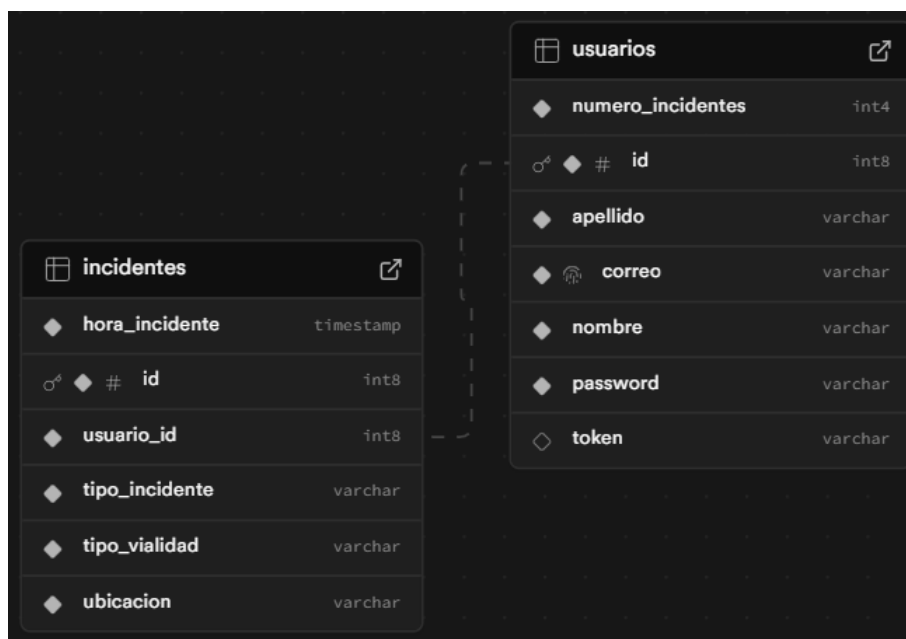 usuarios
numero_incidentes int4
# id int8
apellido varchar
correo varchar
nombre varchar
password varchar
token varchar
incidentes
hora_incidente timestamp
# id int8
usuario_id int8
tipo_incidente varchar
tipo_vialidad varchar
ubicacion varchar